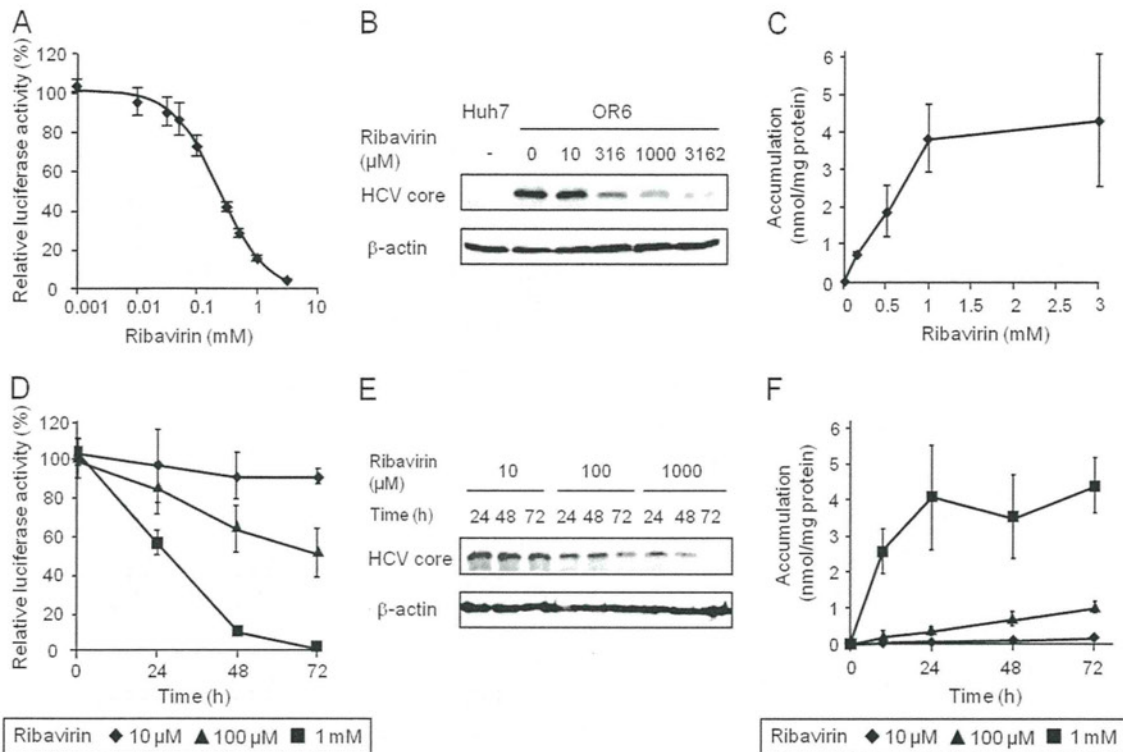 A
Relative luciferase activity (%)
120
100
80
60
40
20
0
0.001 0.01 0.1 1 10
Ribavirin (mM)
B
Huh7 OR6
Ribavirin
(μM)
- 0 10 316 1000 3162
HCV core
β-actin
C
Accumulation
(nmol/mg protein)
6
5
4
3
2
1
0
0 0.5 1 1.5 2 2.5 3
Ribavirin (mM)
D
Relative luciferase activity (%)
120
100
80
60
40
20
0
0 24 48 72
Time (h)
Ribavirin 10 μM 100 μM 1 mM
E
Ribavirin
(μM)
10 100 1000
Time (h) 24 48 72 24 48 72 24 48 72
HCV core
β-actin
F
Accumulation
(nmol/mg protein)
6
5
4
3
2
1
0
0 24 48 72
Time (h)
Ribavirin 10 μM 100 μM 1 mM